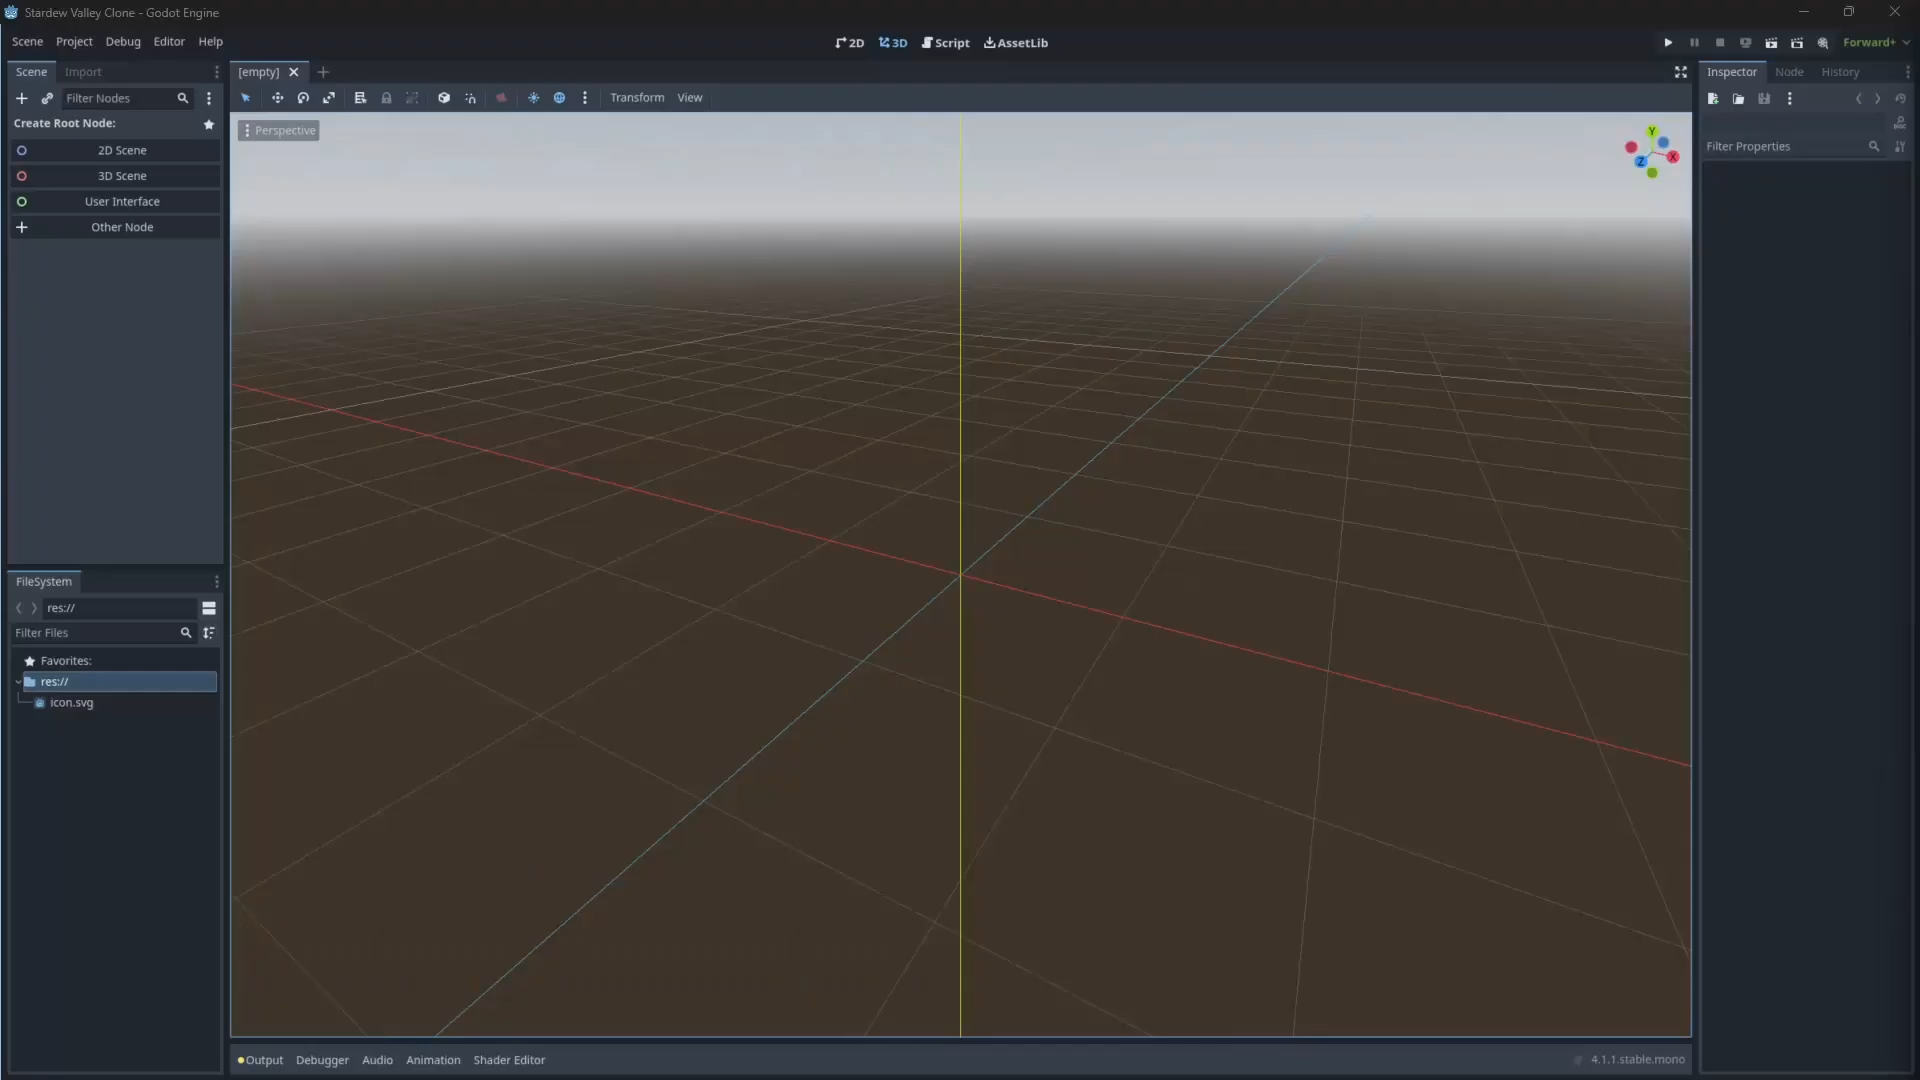 Stardew Valley Clone - Godot Engine
Scene Project Debug Editor Help
2D 3D Script AssetLib
Forward+
Scene Import
[empty]
Inspector Node History
Filter Nodes
Transform View
Create Root Node:
Perspective
Y
X
Z
Filter Properties
2D Scene
3D Scene
User Interface
Other Node
FileSystem
res://
Filter Files
Favorites:
res://
icon.svg
Output Debugger Audio Animation Shader Editor
4.1.1.stable.mono